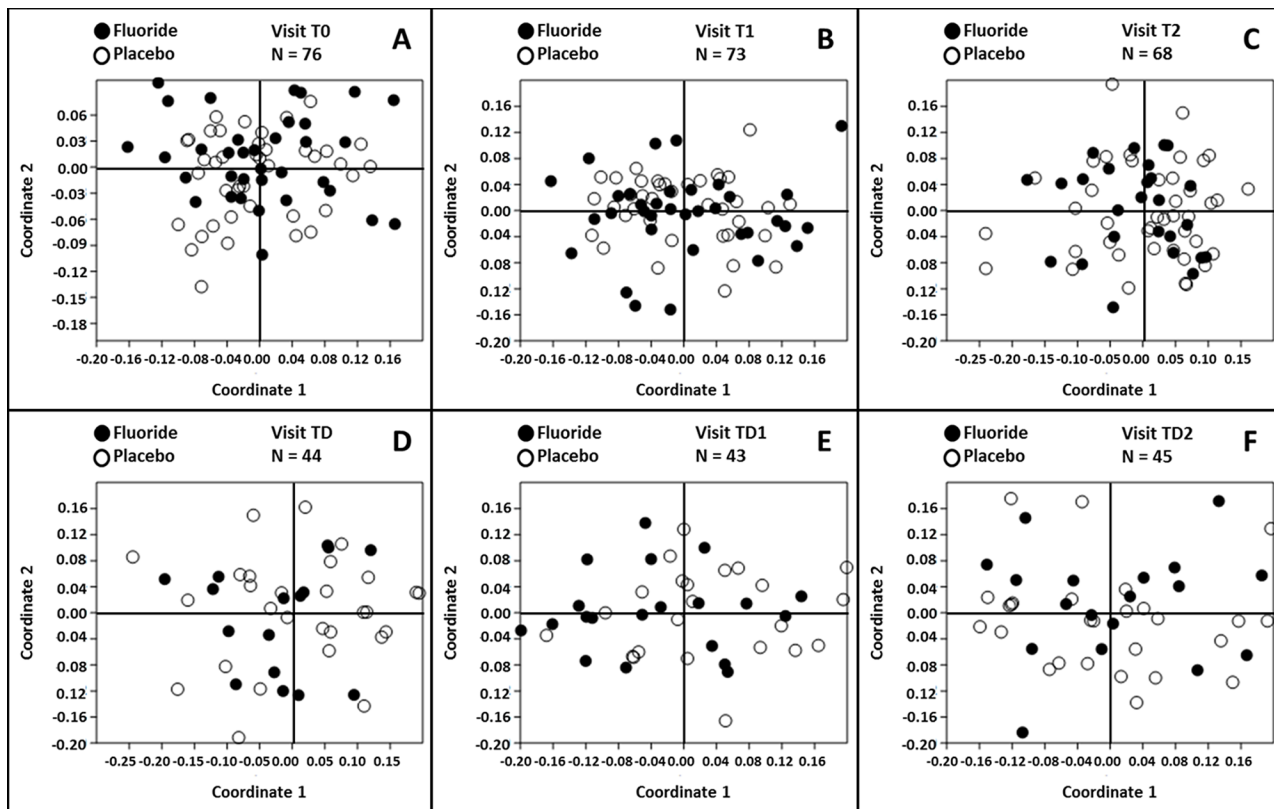 Fluoride Visit T0 A
Placebo N = 76
0.06
0.03
0.00
-0.03
-0.06
-0.09
-0.12
-0.15
-0.18
Coordinate 2
-0.20 -0.16 -0.12 -0.08 -0.04 0.00 0.04 0.08 0.12 0.16
Coordinate 1
Fluoride Visit T1 B
Placebo N = 73
0.16
0.12
0.08
0.04
0.00
0.04
0.08
0.12
-0.16
-0.20
Coordinate 2
-0.20 -0.16 -0.12 -0.08 -0.04 0.00 0.04 0.08 0.12 0.16
Coordinate 1
Fluoride Visit T2 C
Placebo N = 68
0.16
0.12
0.08
0.04
0.00
0.04
0.08
0.12
-0.16
-0.20
Coordinate 2
-0.25 -0.20 -0.15 -0.10 -0.05 0.00 0.05 0.10 0.15
Coordinate 1
Fluoride Visit TD D
Placebo N = 44
0.16
0.12
0.08
0.04
0.00
0.04
0.08
0.12
-0.16
-0.20
Coordinate 2
-0.25 -0.20 -0.15 -0.10 -0.05 0.00 0.05 0.10 0.15
Coordinate 1
Fluoride Visit TD1 E
Placebo N = 43
0.16
0.12
0.08
0.04
0.00
0.04
0.08
0.12
-0.16
-0.20
Coordinate 2
-0.20 -0.16 -0.12 -0.08 -0.04 0.00 0.04 0.08 0.12 0.16
Coordinate 1
Fluoride Visit TD2 F
Placebo N = 45
0.16
0.12
0.08
0.04
0.00
0.04
0.08
0.12
-0.16
-0.20
Coordinate 2
-0.20 -0.16 -0.12 -0.08 -0.04 0.00 0.04 0.08 0.12 0.16
Coordinate 1